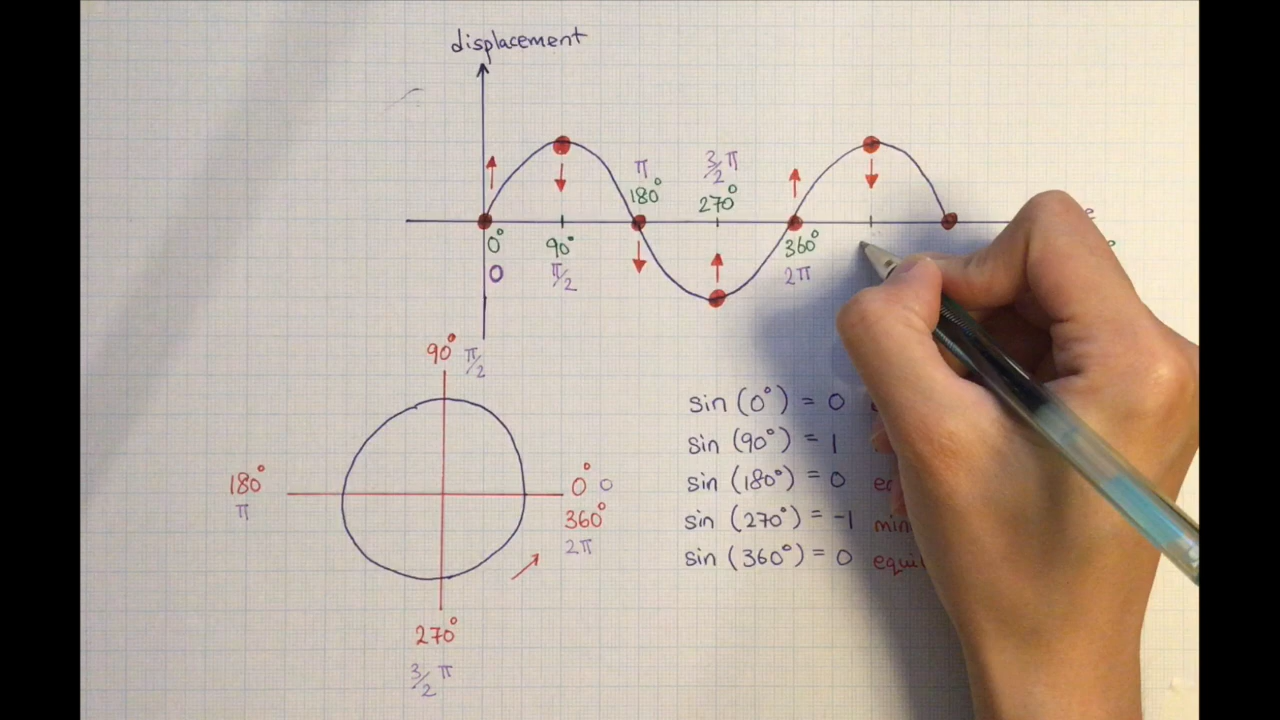 displacement
π
3/2 π
180°
270°
0°
90°
360°
0
π/2
2π
90° π/2
180°
π
0° 0
360°
2π
270°
3/2 π
sin (0°) = 0
sin (90°) = 1
sin (180°) = 0
sin (270°) = -1
sin (360°) = 0